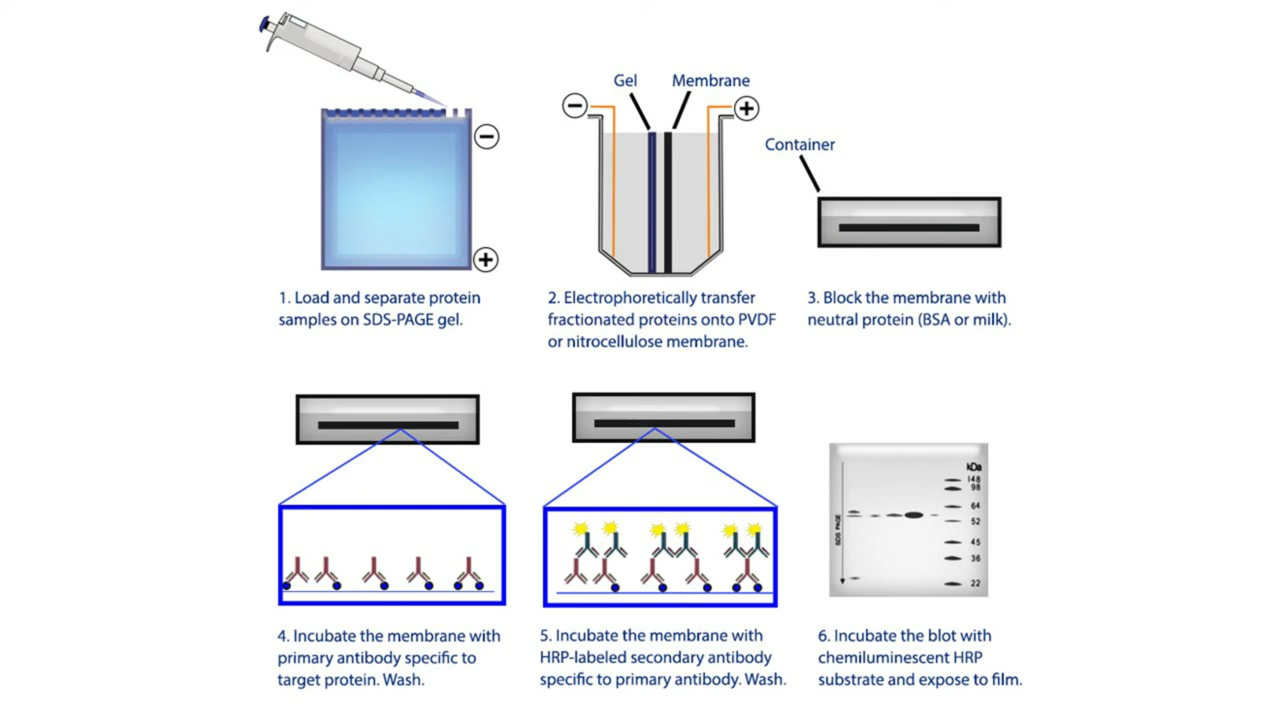 Gel
Membrane
−
+
−
+
Container
1. Load and separate protein
samples on SDS-PAGE gel.
2. Electrophoretically transfer
fractionated proteins onto PVDF
or nitrocellulose membrane.
3. Block the membrane with
neutral protein (BSA or milk).
4. Incubate the membrane with
primary antibody specific to
target protein. Wash.
5. Incubate the membrane with
HRP-labeled secondary antibody
specific to primary antibody. Wash.
SDS PAGE
kDa
148
98
64
52
45
36
22
6. Incubate the blot with
chemiluminescent HRP
substrate and expose to film.